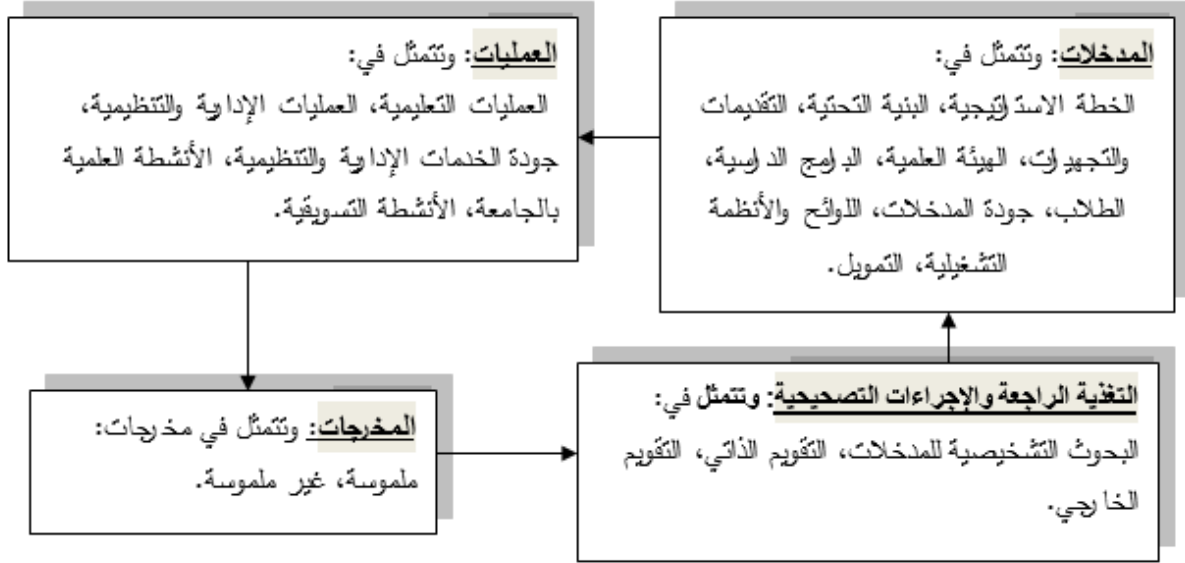 المدخلات: وتتمثل في:
الخطة الاستراتيجية، البنية التحتية، التقنيمات
والتجهيزات، الهيئة العلمية، البرامج الدراسية،
الطلاب، جودة المدخلات، اللوائح والأنظمة
التشغيلية، التمويل.
العمليات: وتتمثل في:
العمليات التعليمية، العمليات الإدارية والتنظيمية،
جودة الخدمات الإدارية والتنظيمية، الأنشطة العلمية
بالجامعة، الأنشطة التسويقية.
المخرجات: وتتمثل في مخرجات:
ملموسة، غير ملموسة.
التغذية الراجعة والإجراءات التصحيحية: وتتمثل في:
البحوث التشخيصية للمدخلات، التقويم الذاتي، التقويم
الخارجي.